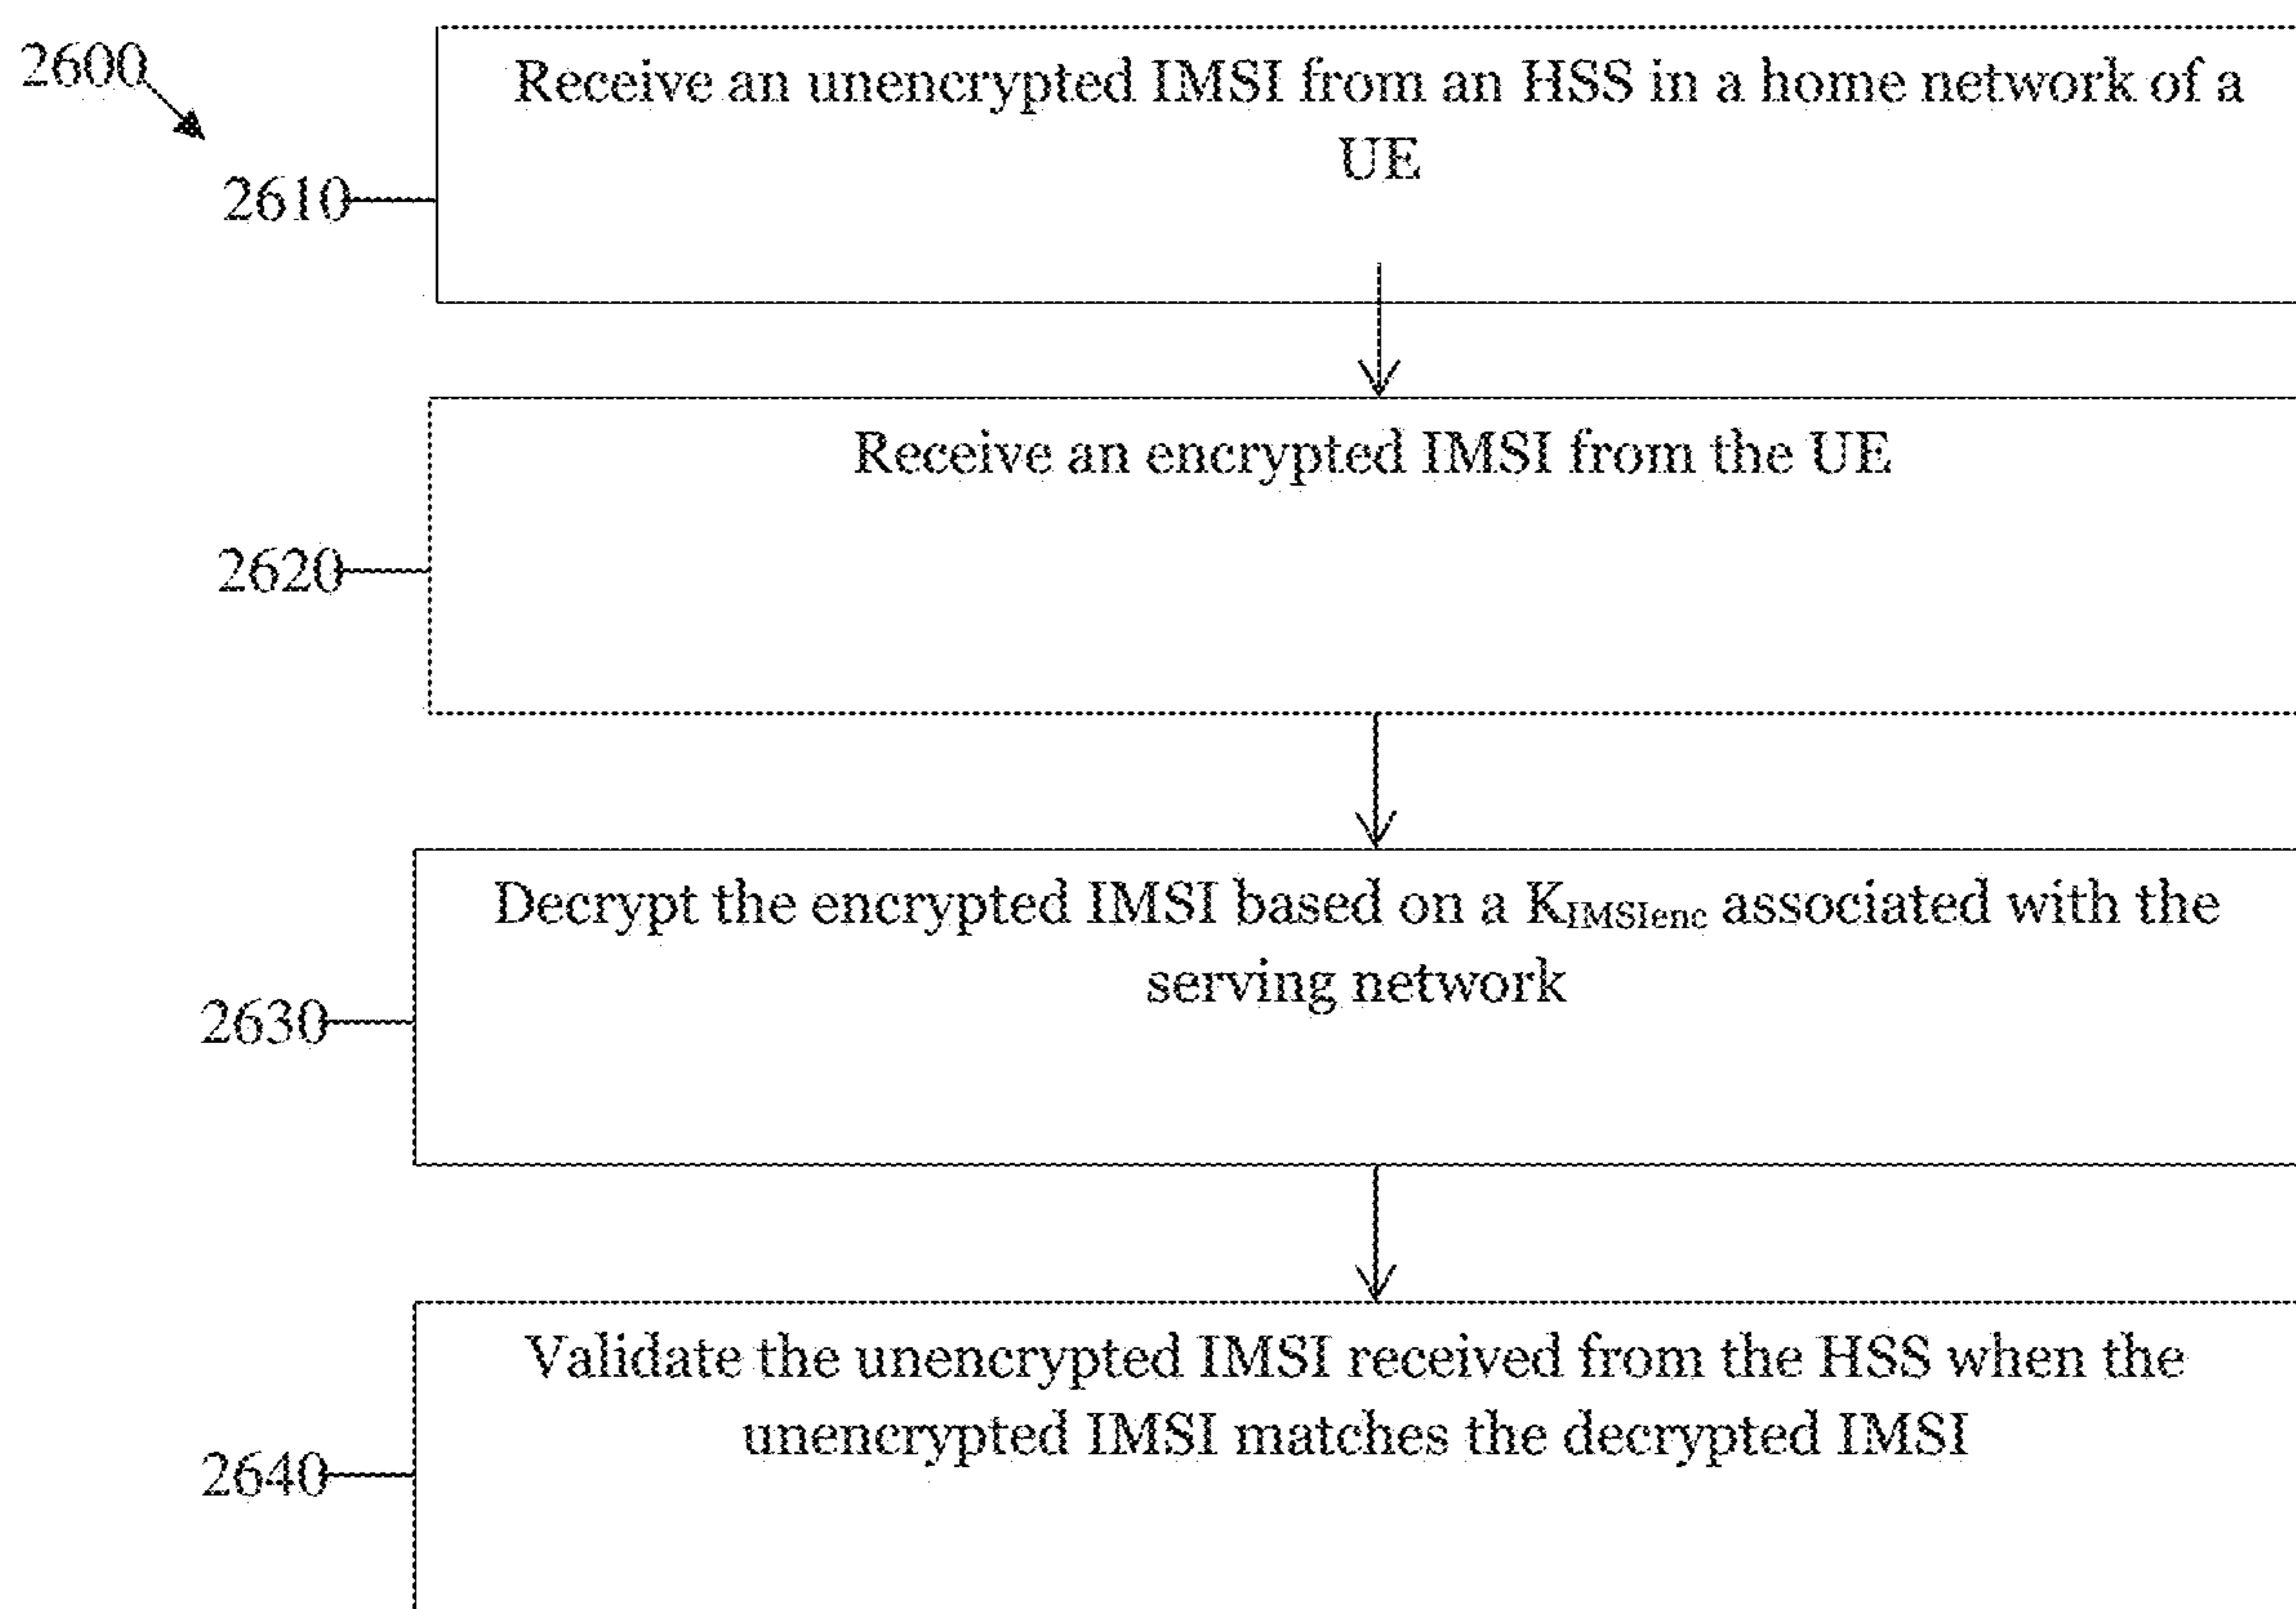 2600
Receive an unencrypted IMSI from an HSS in a home network of a
UE
2610
Receive an encrypted IMSI from the UE
2620
Decrypt the encrypted IMSI based on a KIMSIenc associated with the
serving network
2630
Validate the unencrypted IMSI received from the HSS when the
unencrypted IMSI matches the decrypted IMSI
2640